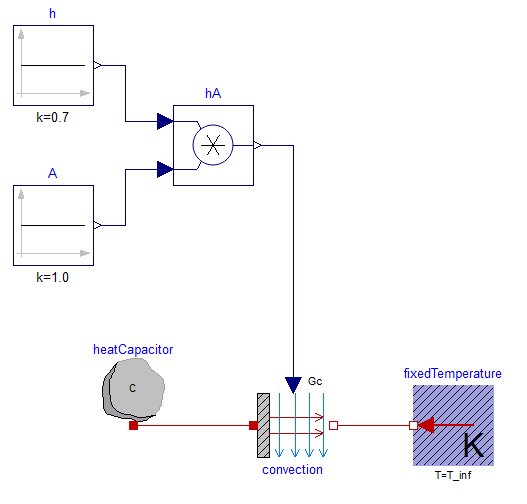 h
k=0.7
hA
A
k=1.0
heatCapacitor
C
Gc
convection
fixedTemperature
K
T=T_inf